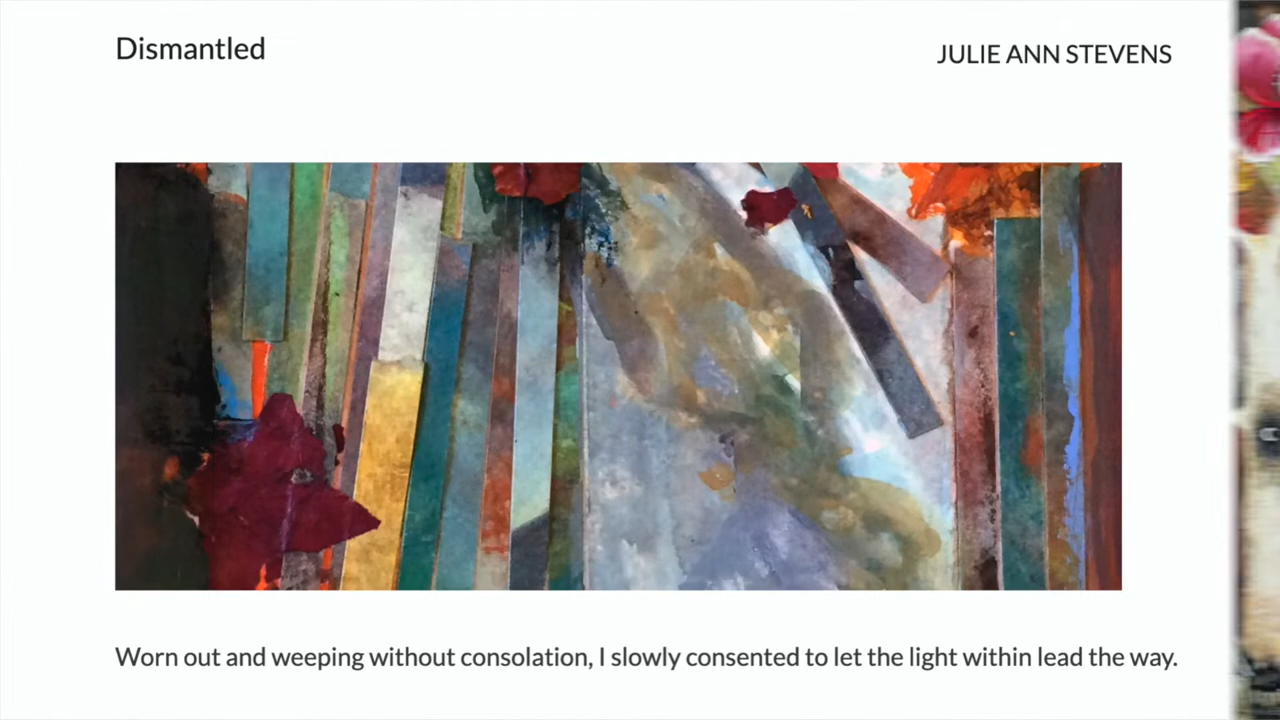 Dismantled
JULIE ANN STEVENS
Worn out and weeping without consolation, I slowly consented to let the light within lead the way.